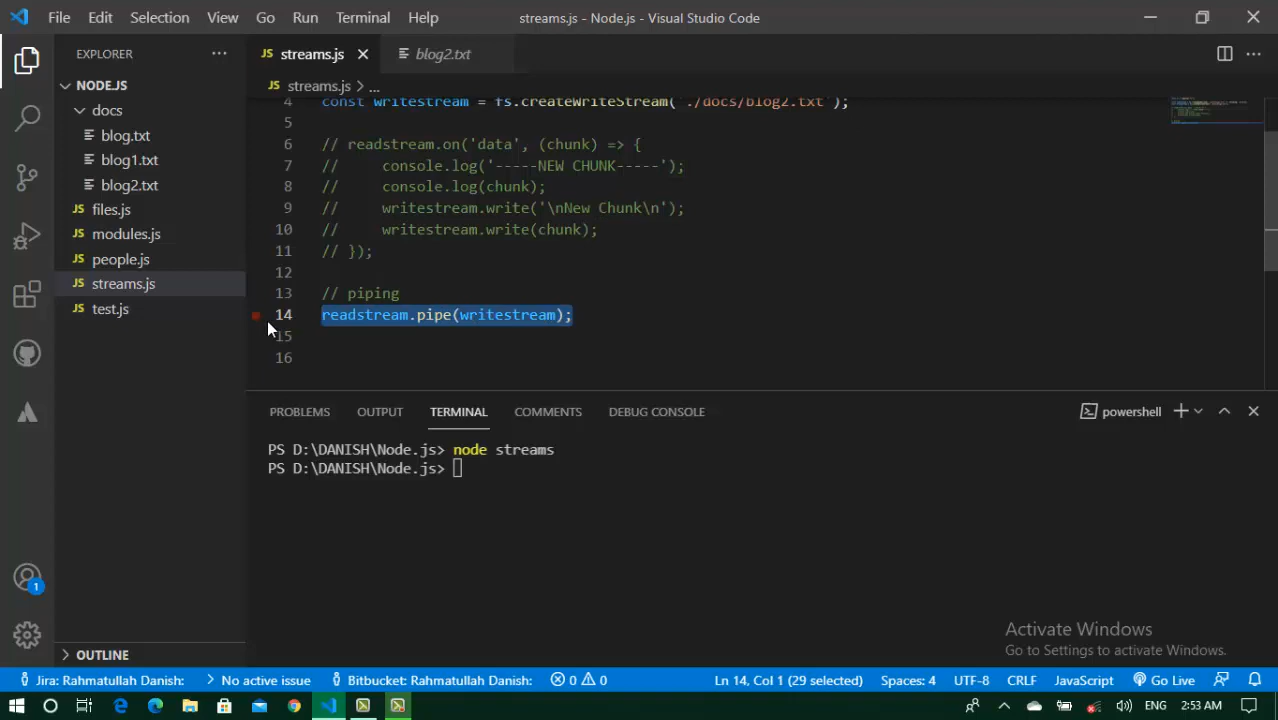 File Edit Selection View Go Run Terminal Help streams.js - Node.js - Visual Studio Code
EXPLORER
JS streams.js
blog2.txt
NODE.JS
JS streams.js > ...
docs
blog.txt
blog1.txt
blog2.txt
JS files.js
JS modules.js
JS people.js
JS streams.js
JS test.js
4 const writestream = fs.createWriteStream('./docs/blog2.txt');
5
6 // readstream.on('data', (chunk) => {
7 //     console.log('-----NEW CHUNK-----');
8 //     console.log(chunk);
9 //     writestream.write('\nNew Chunk\n');
10 //     writestream.write(chunk);
11 // });
12
13 // piping
14 readstream.pipe(writestream);
15
16
PROBLEMS OUTPUT TERMINAL COMMENTS DEBUG CONSOLE powershell
PS D:\DANISH\Node.js> node streams
PS D:\DANISH\Node.js>
1
Activate Windows
Go to Settings to activate Windows.
OUTLINE
Jira: Rahmatullah Danish: No active issue Bitbucket: Rahmatullah Danish: 0 0 Ln 14, Col 1 (29 selected) Spaces: 4 UTF-8 CRLF JavaScript Go Live
ENG 2:53 AM